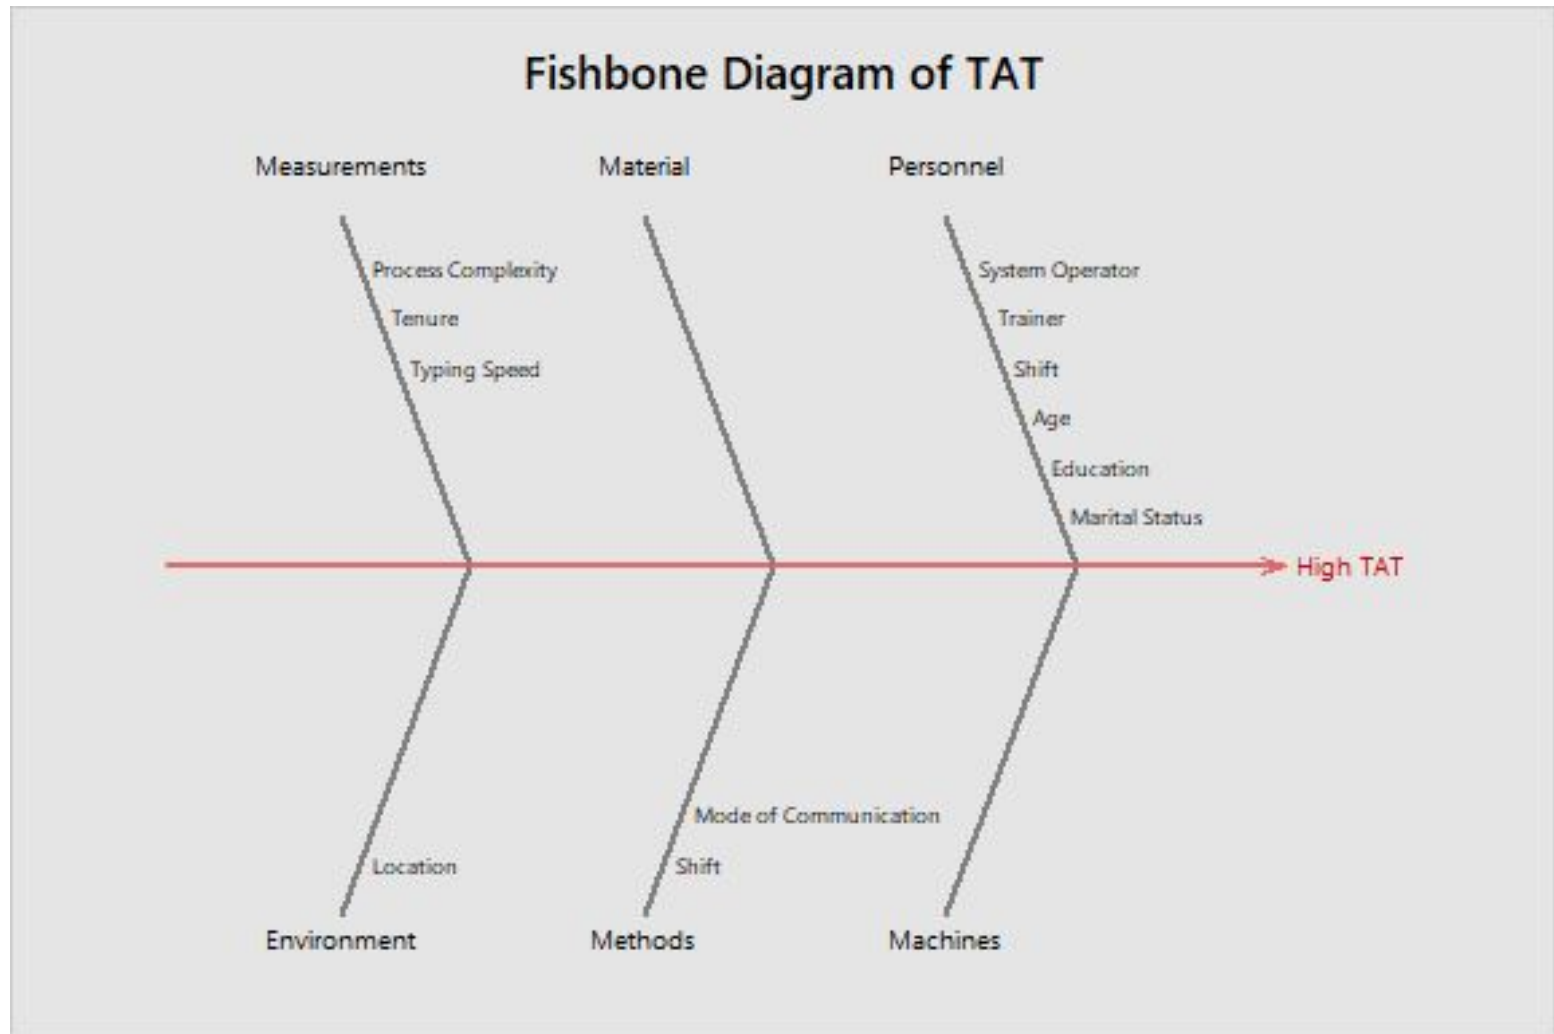 Fishbone Diagram of TAT
Measurements
Material
Personnel
Process Complexity
System Operator
Tenure
Trainer
Typing Speed
Shift
Age
Education
Marital Status
High TAT
Mode of Communication
Location
Shift
Environment
Methods
Machines